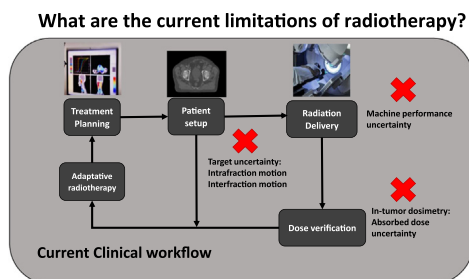 What are the current limitations of radiotherapy?
Treatment
Planning
Patient
setup
Radiation
Delivery
Machine performance
uncertainty
Target uncertainty:
Intrafraction motion
Interfraction motion
Adaptative
radiotherapy
In-tumor dosimetry:
Absorbed dose
uncertainty
Dose verification
Current Clinical workflow